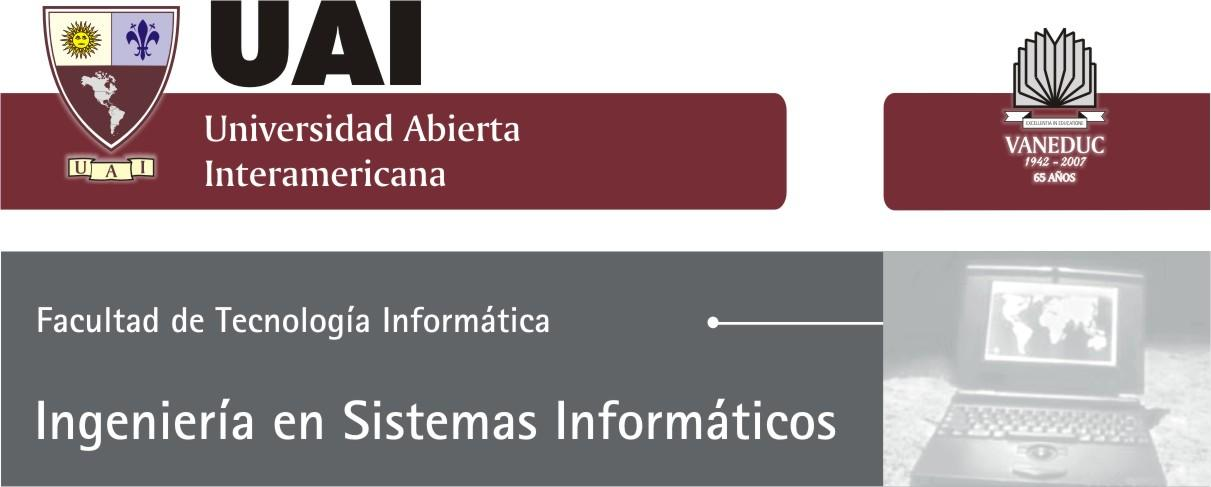 UAI
Universidad Abierta
Interamericana
U A I
EXCELLENTIA IN EDUCATIONE
VANEDUC
1942 - 2007
65 AÑOS
Facultad de Tecnología Informática
Ingeniería en Sistemas Informáticos